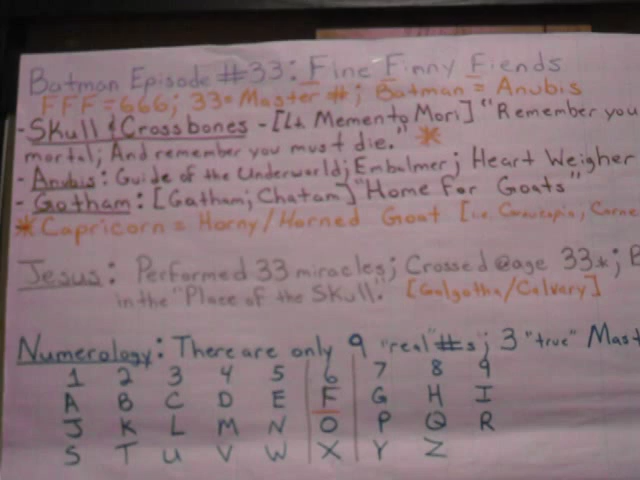 Batman Episode #33: Fine Finny Fiends
FFF=666; 33=Master #; Batman = Anubis
-Skull & Crossbones - [Lt. Memento Mori] "Remember you
mortal; And remember you must die." *
-Anubis: Guide of the Underworld; Embalmer; Heart Weigher
-Gotham: [Gatham; Chatam] "Home For Goats"
*Capricorn = Horny/Horned Goat [i.e. Cornucopia;
Jesus: Performed 33 miracles; Crossed @age 33*; B
in the "Place of the Skull". [Golgotha/Calvary]
Numerology: There are only 9 "real" #s; 3 "true" Mast
1 2 3 4 5 6 7 8 9
A B C D E F G H I
J K L M N O P Q R
S T U V W X Y Z